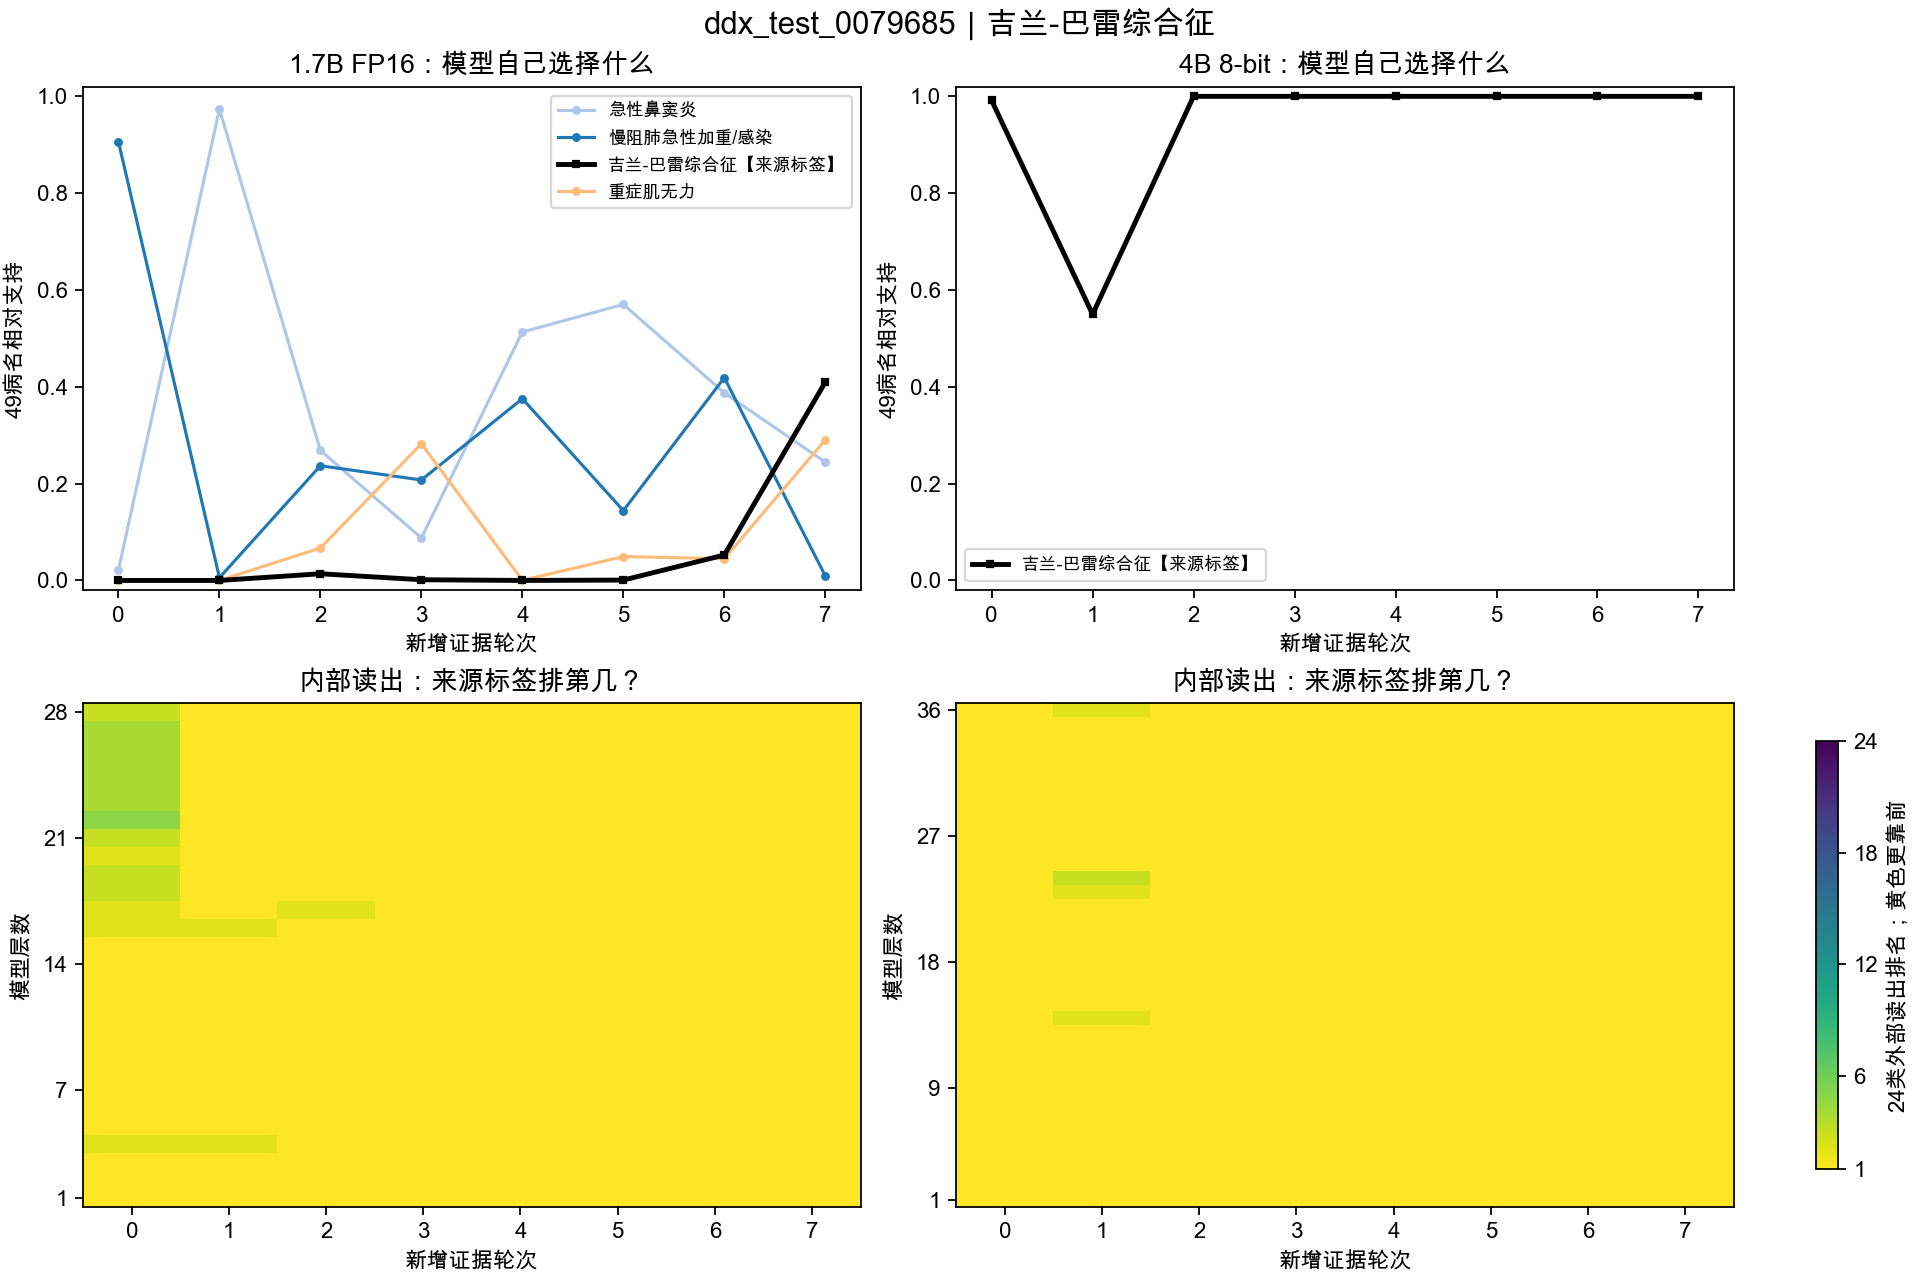 ddx_test_0079685 | 吉兰-巴雷综合征
1.7B FP16：模型自己选择什么
1.0
0.8
0.6
0.4
0.2
0.0
49病名相对支持
急性鼻窦炎
慢阻肺急性加重/感染
吉兰-巴雷综合征【来源标签】
重症肌无力
0 1 2 3 4 5 6 7
新增证据轮次
4B 8-bit：模型自己选择什么
1.0
0.8
0.6
0.4
0.2
0.0
49病名相对支持
吉兰-巴雷综合征【来源标签】
0 1 2 3 4 5 6 7
新增证据轮次
内部读出：来源标签排第几？
28
21
14
7
1
模型层数
0 1 2 3 4 5 6 7
新增证据轮次
内部读出：来源标签排第几？
36
27
18
9
1
模型层数
0 1 2 3 4 5 6 7
新增证据轮次
24
18
12
6
1
24类外部读出排名；黄色更靠前